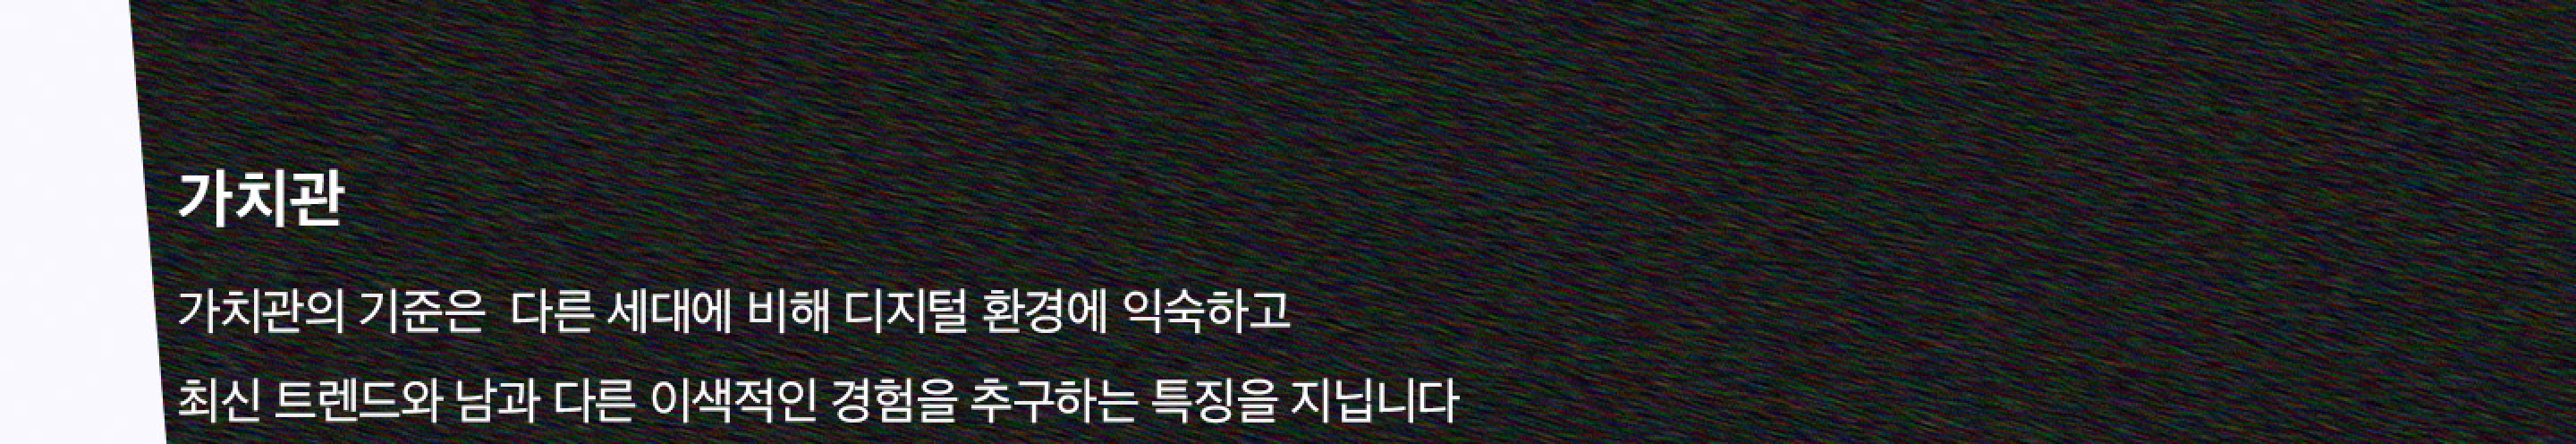 가치관
가치관의 기준은 다른 세대에 비해 디지털 환경에 익숙하고
최신 트렌드와 남과 다른 이색적인 경험을 추구하는 특징을 지닙니다